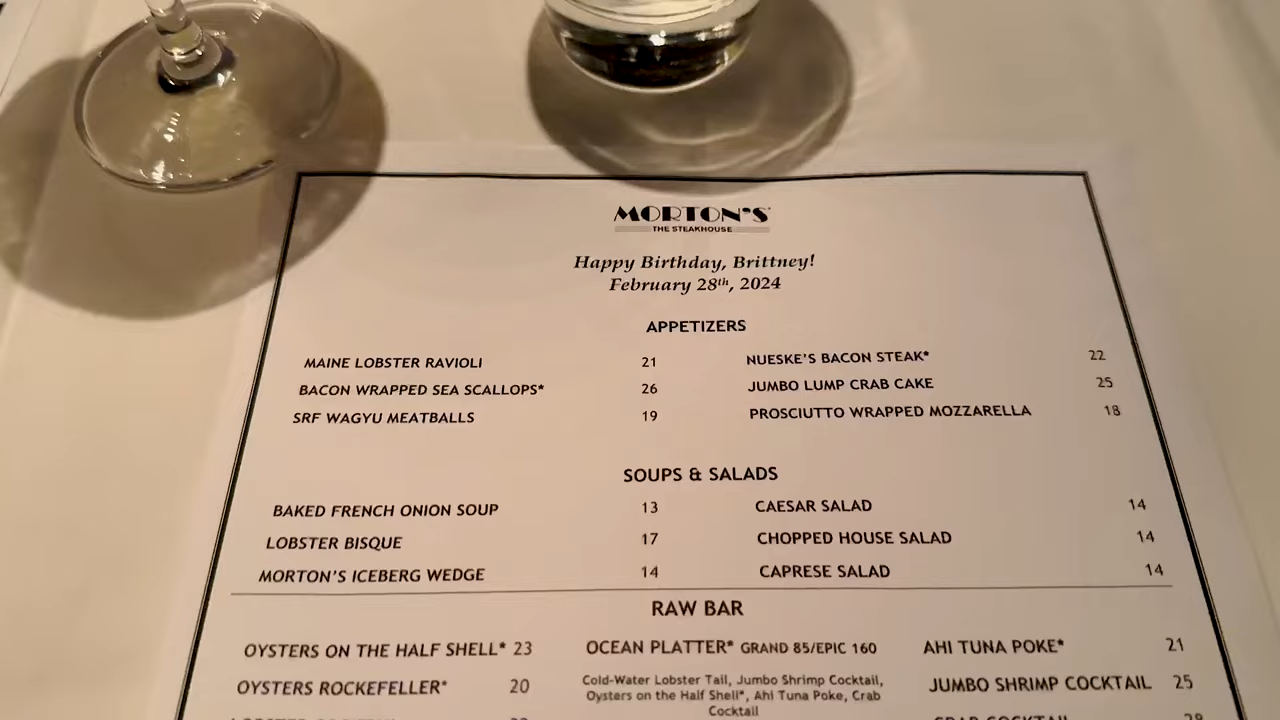 MORTON'S
THE STEAKHOUSE
Happy Birthday, Brittney!
February 28th, 2024
APPETIZERS
MAINE LOBSTER RAVIOLI 21 NUESKE'S BACON STEAK* 22
BACON WRAPPED SEA SCALLOPS* 26 JUMBO LUMP CRAB CAKE 25
SRF WAGYU MEATBALLS 19 PROSCIUTTO WRAPPED MOZZARELLA 18
SOUPS & SALADS
BAKED FRENCH ONION SOUP 13 CAESAR SALAD 14
LOBSTER BISQUE 17 CHOPPED HOUSE SALAD 14
MORTON'S ICEBERG WEDGE 14 CAPRESE SALAD 14
RAW BAR
OYSTERS ON THE HALF SHELL* 23 OCEAN PLATTER* GRAND 85/EPIC 160 AHI TUNA POKE* 21
OYSTERS ROCKEFELLER* 20 Cold-Water Lobster Tail, Jumbo Shrimp Cocktail, JUMBO SHRIMP COCKTAIL 25
Oysters on the Half Shell*, Ahi Tuna Poke, Crab
Cocktail